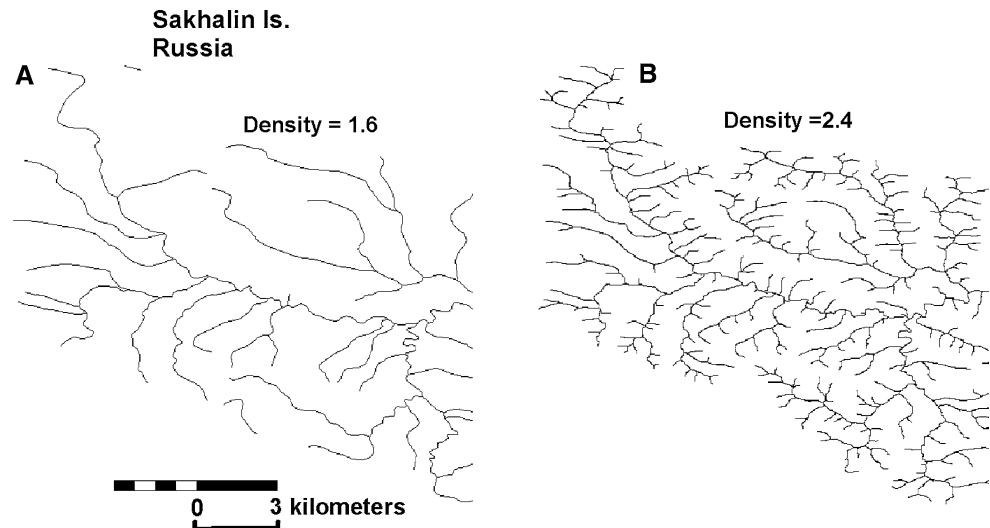 Sakhalin Is.
Russia
A
B
Density = 1.6
Density =2.4
0 3 kilometers